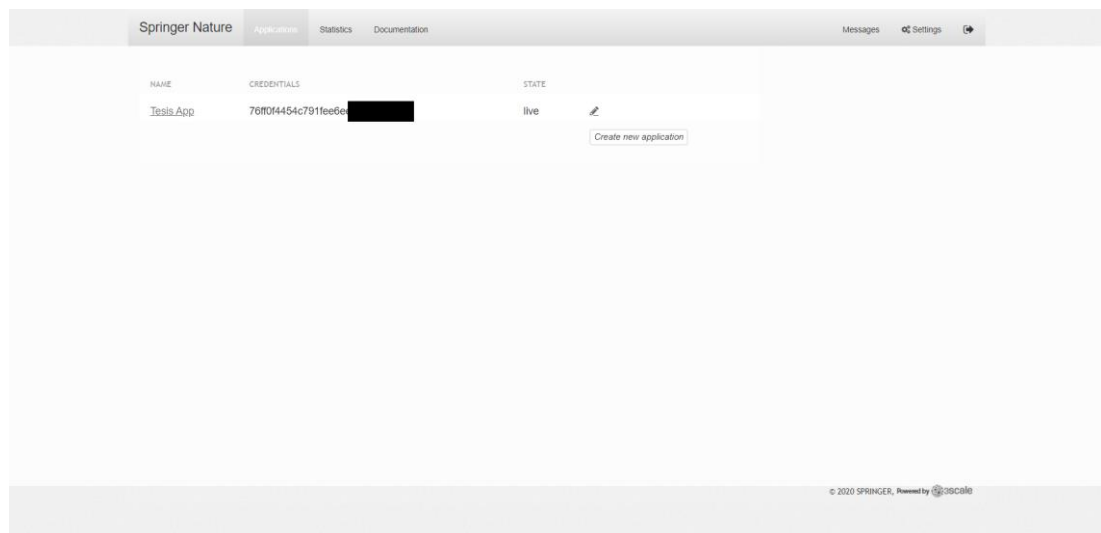 Springer Nature Applications Statistics Documentation Messages Settings
NAME CREDENTIALS STATE
Tesis App 76ff0f4454c791fee6e live
Create new application
© 2020 SPRINGER, Powered by 3scale